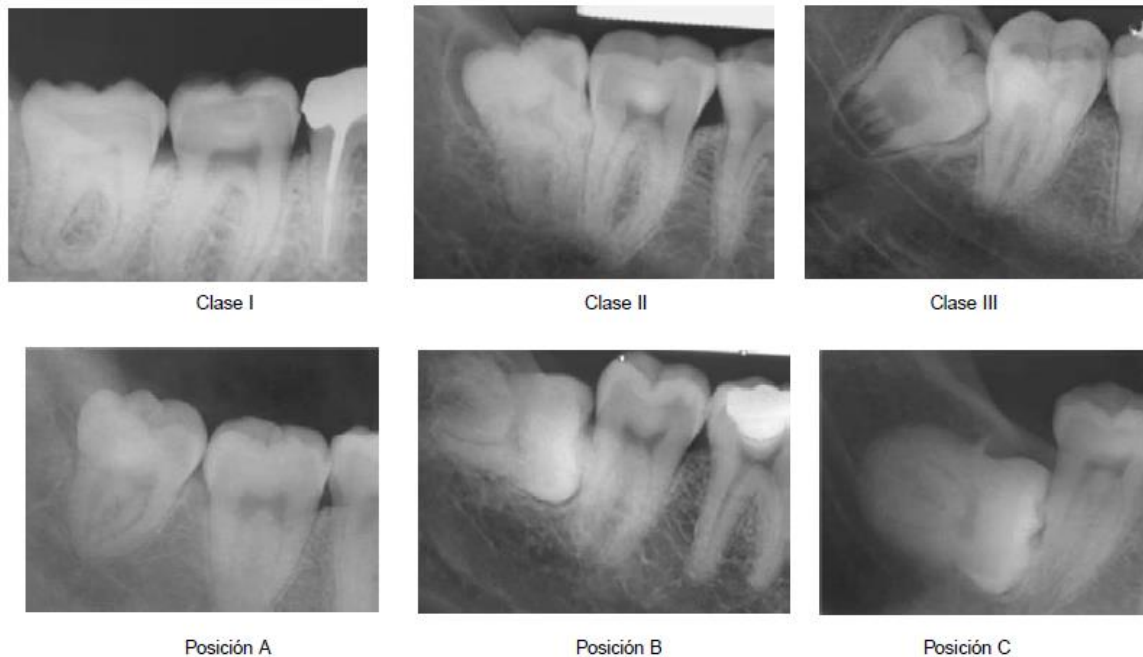 Clase I
Clase II
Clase III
Posición A
Posición B
Posición C